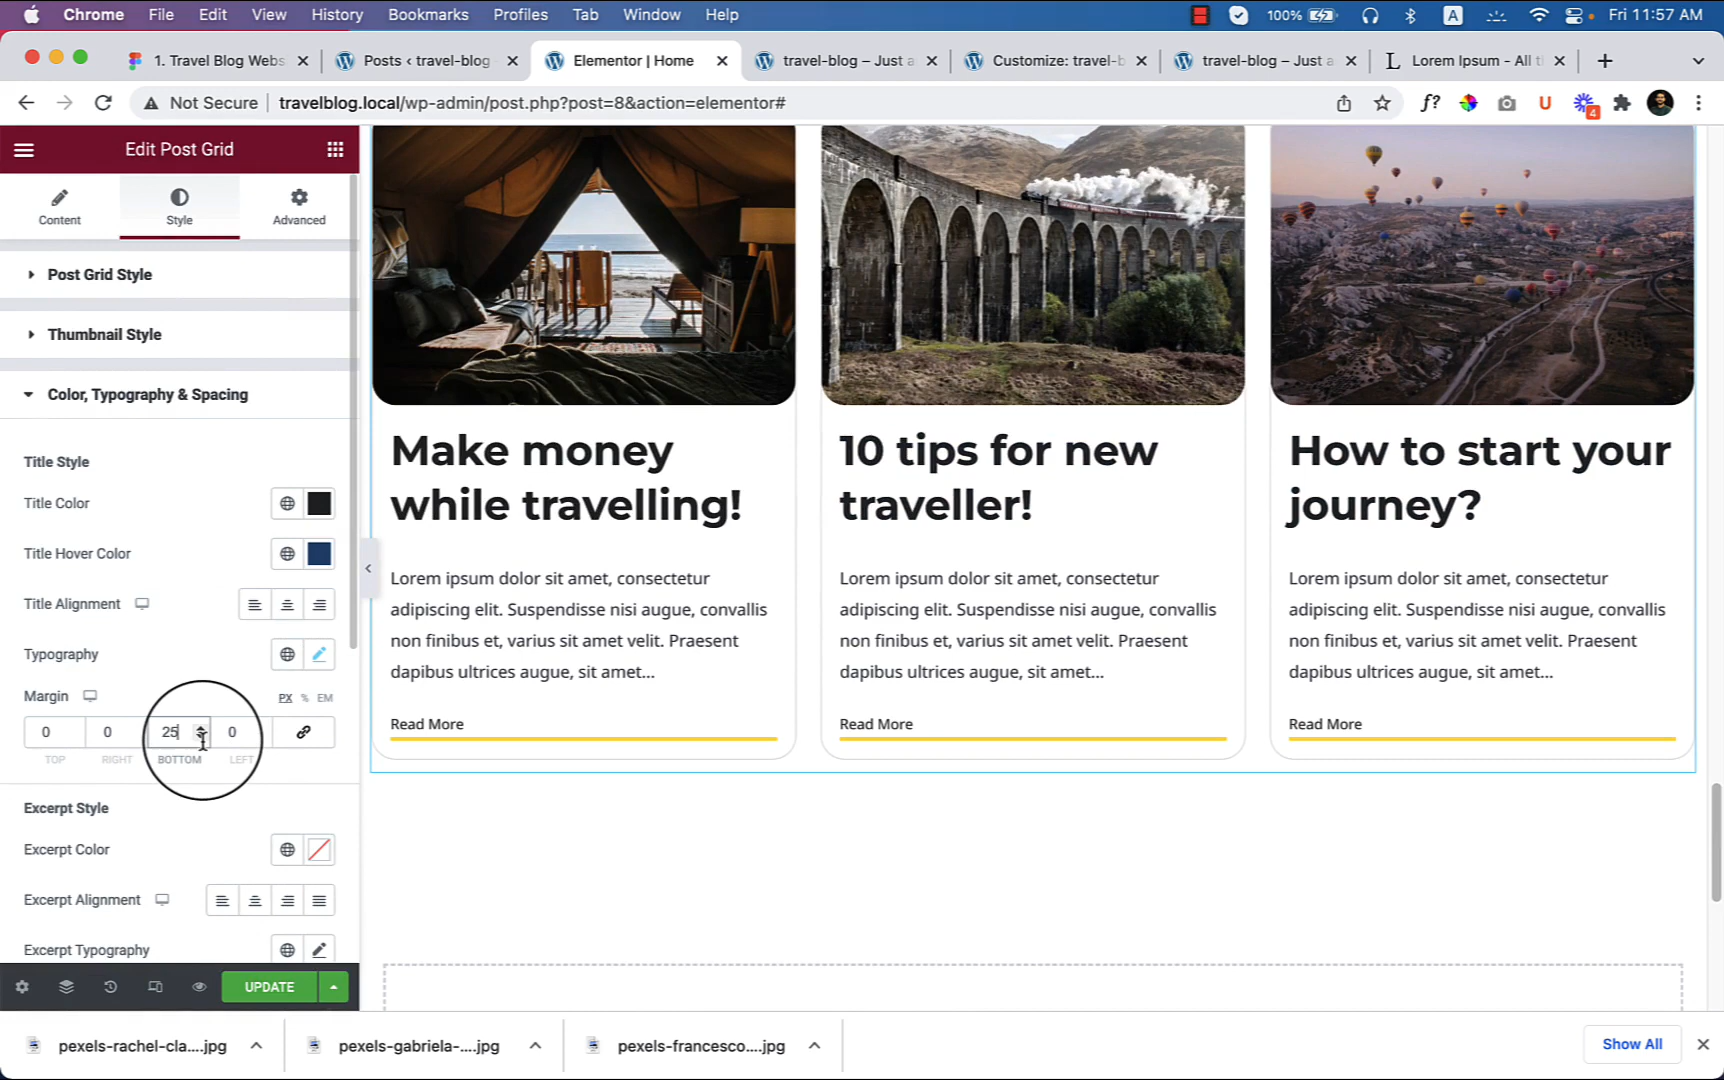 Chrome File Edit View History Bookmarks Profiles Tab Window Help 100% A Fri 11:57 AM
1. Travel Blog Webs Posts ‹ travel-blog Elementor | Home travel-blog – Just a Customize: travel-b travel-blog – Just a Lorem Ipsum - All t
Not Secure travelblog.local/wp-admin/post.php?post=8&action=elementor# f? U 4
Edit Post Grid
Content Style Advanced
Post Grid Style
Thumbnail Style
Color, Typography & Spacing
Title Style
Title Color
Title Hover Color
Title Alignment
Typography
Margin PX % EM
0 0 25 0
TOP RIGHT BOTTOM LEFT
Excerpt Style
Excerpt Color
Excerpt Alignment
Excerpt Typography
UPDATE
Make money
while travelling!
Lorem ipsum dolor sit amet, consectetur
adipiscing elit. Suspendisse nisi augue, convallis
non finibus et, varius sit amet velit. Praesent
dapibus ultrices augue, sit amet...
Read More
10 tips for new
traveller!
Lorem ipsum dolor sit amet, consectetur
adipiscing elit. Suspendisse nisi augue, convallis
non finibus et, varius sit amet velit. Praesent
dapibus ultrices augue, sit amet...
Read More
How to start your
journey?
Lorem ipsum dolor sit amet, consectetur
adipiscing elit. Suspendisse nisi augue, convallis
non finibus et, varius sit amet velit. Praesent
dapibus ultrices augue, sit amet...
Read More
pexels-rachel-cla....jpg pexels-gabriela-....jpg pexels-francesco....jpg Show All